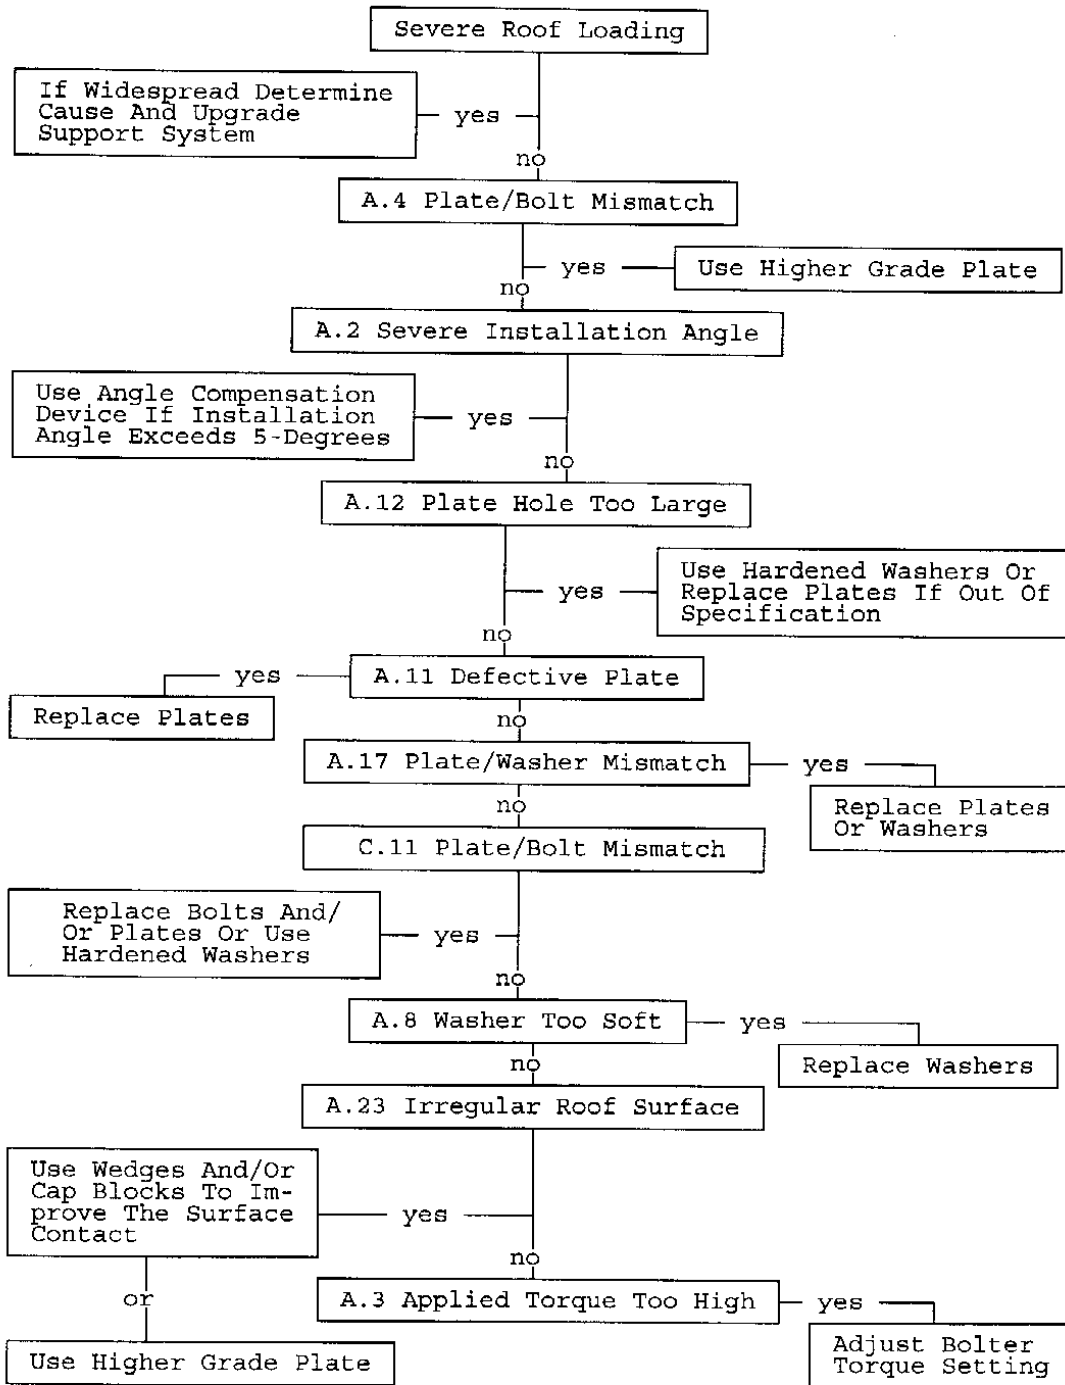 Severe Roof Loading
If Widespread Determine
Cause And Upgrade
Support System
yes
no
A.4 Plate/Bolt Mismatch
yes
Use Higher Grade Plate
no
A.2 Severe Installation Angle
Use Angle Compensation
Device If Installation
Angle Exceeds 5-Degrees
yes
no
A.12 Plate Hole Too Large
yes
Use Hardened Washers Or
Replace Plates If Out Of
Specification
no
A.11 Defective Plate
yes
Replace Plates
no
A.17 Plate/Washer Mismatch
yes
Replace Plates
Or Washers
no
C.11 Plate/Bolt Mismatch
Replace Bolts And/
Or Plates Or Use
Hardened Washers
yes
no
A.8 Washer Too Soft
yes
Replace Washers
no
A.23 Irregular Roof Surface
Use Wedges And/Or
Cap Blocks To Im-
prove The Surface
Contact
yes
no
or
A.3 Applied Torque Too High
yes
Use Higher Grade Plate
Adjust Bolter
Torque Setting